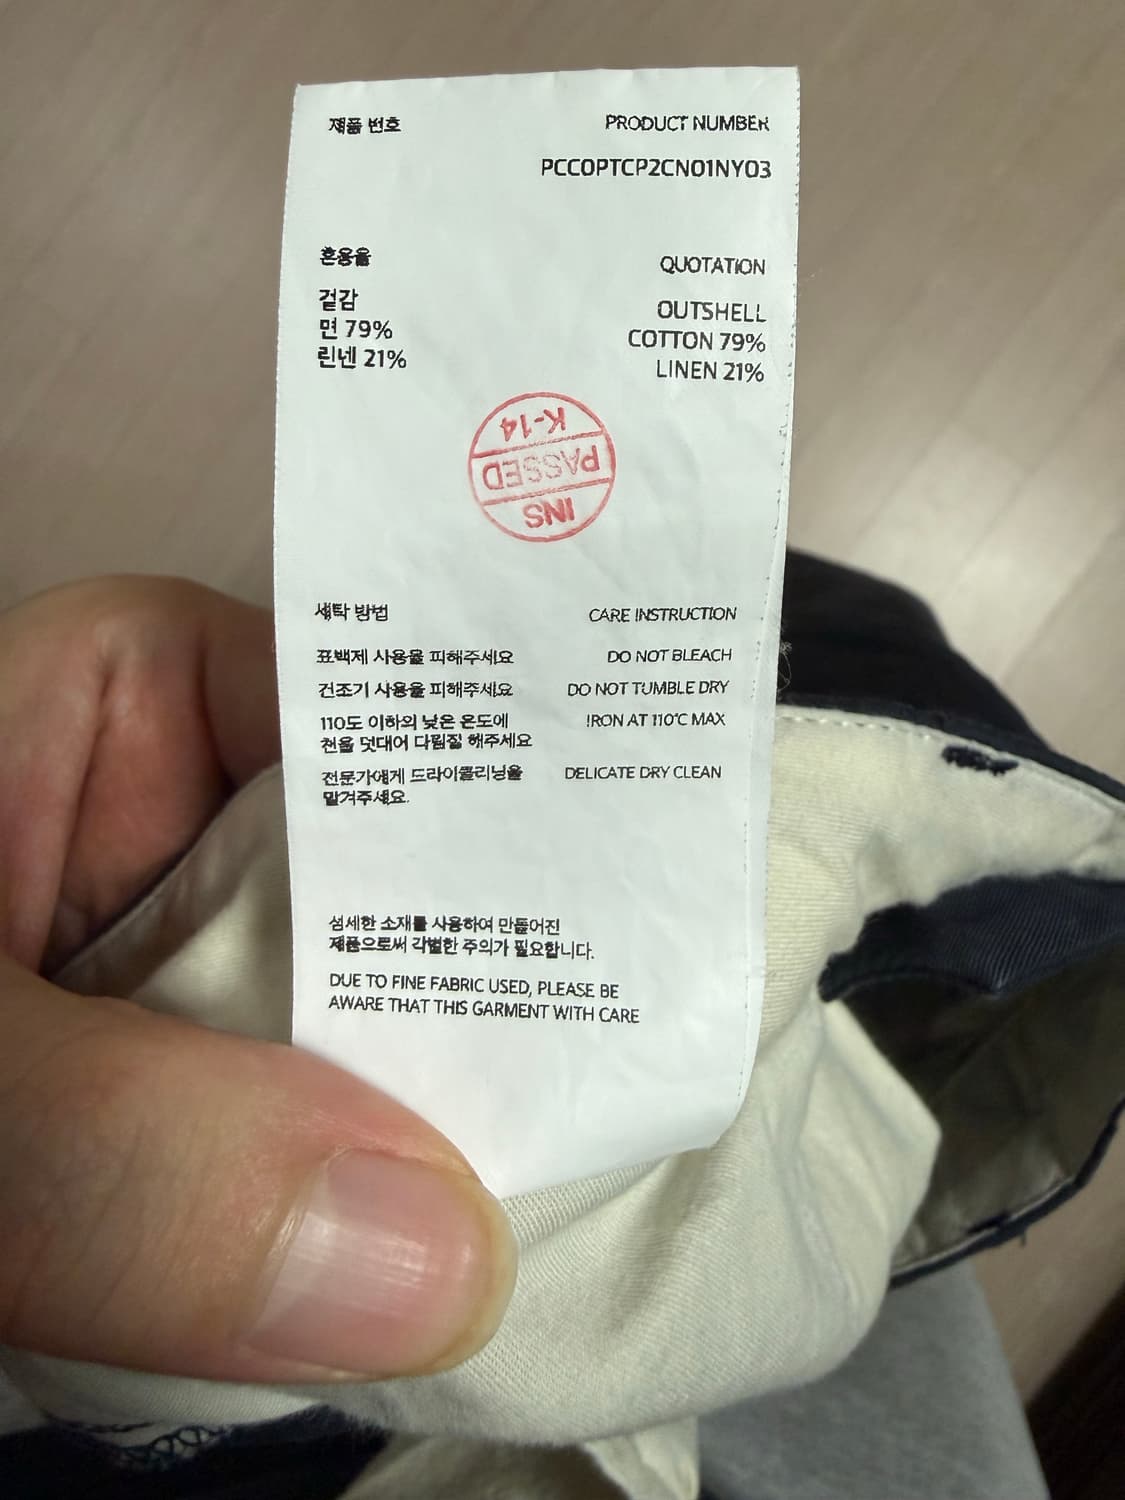 제품 번호
PRODUCT NUMBER
PCCOPTCP2CN01NY03
혼용율
QUOTATION
겉감
면 79%
린넨 21%
OUTSHELL
COTTON 79%
LINEN 21%
K-14
PASSED
INS
세탁 방법
CARE INSTRUCTION
표백제 사용을 피해주세요
DO NOT BLEACH
건조기 사용을 피해주세요
DO NOT TUMBLE DRY
110도 이하의 낮은 온도에
천을 덧대어 다림질 해주세요
IRON AT 110℃ MAX
전문가에게 드라이클리닝을
맡겨주세요.
DELICATE DRY CLEAN
섬세한 소재를 사용하여 만들어진
제품으로써 각별한 주의가 필요합니다.
DUE TO FINE FABRIC USED, PLEASE BE
AWARE THAT THIS GARMENT WITH CARE